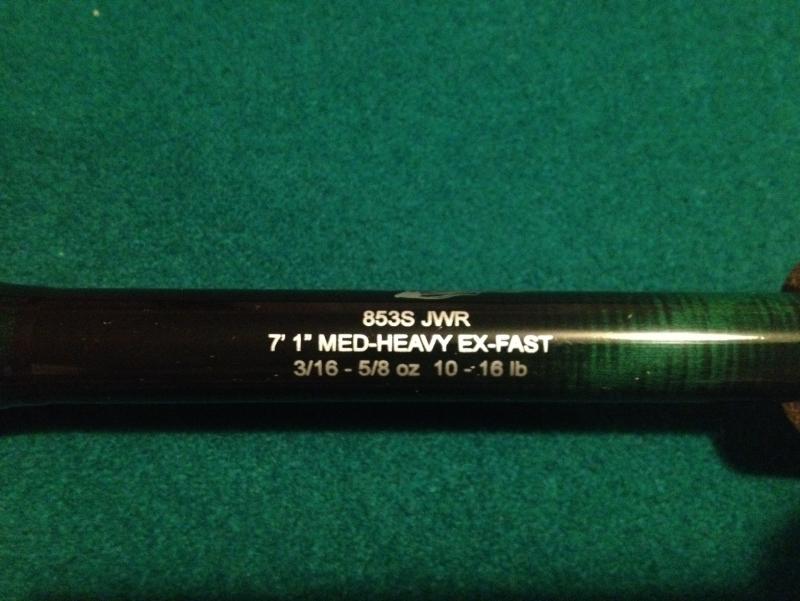 853S JWR
7' 1" MED-HEAVY EX-FAST
3/16 - 5/8 oz 10 - 16 lb